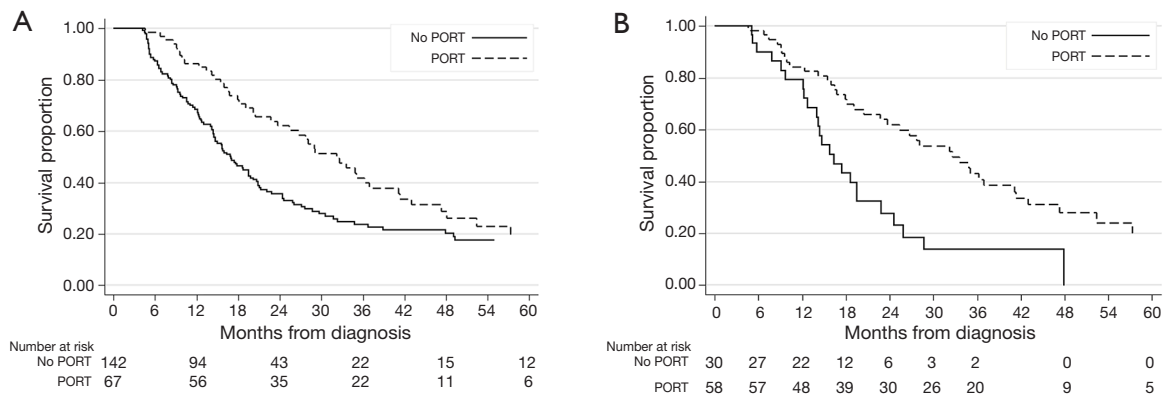 A
1.00
0.80
0.60
0.40
0.20
0.00
Survival proportion
No PORT
PORT
0 6 12 18 24 30 36 42 48 54 60
Months from diagnosis
Number at risk
No PORT 142 94 43 22 15 12
PORT 67 56 35 22 11 6
B
1.00
0.80
0.60
0.40
0.20
0.00
Survival proportion
No PORT
PORT
0 6 12 18 24 30 36 42 48 54 60
Months from diagnosis
Number at risk
No PORT 30 27 22 12 6 3 2 0 0
PORT 58 57 48 39 30 26 20 9 5